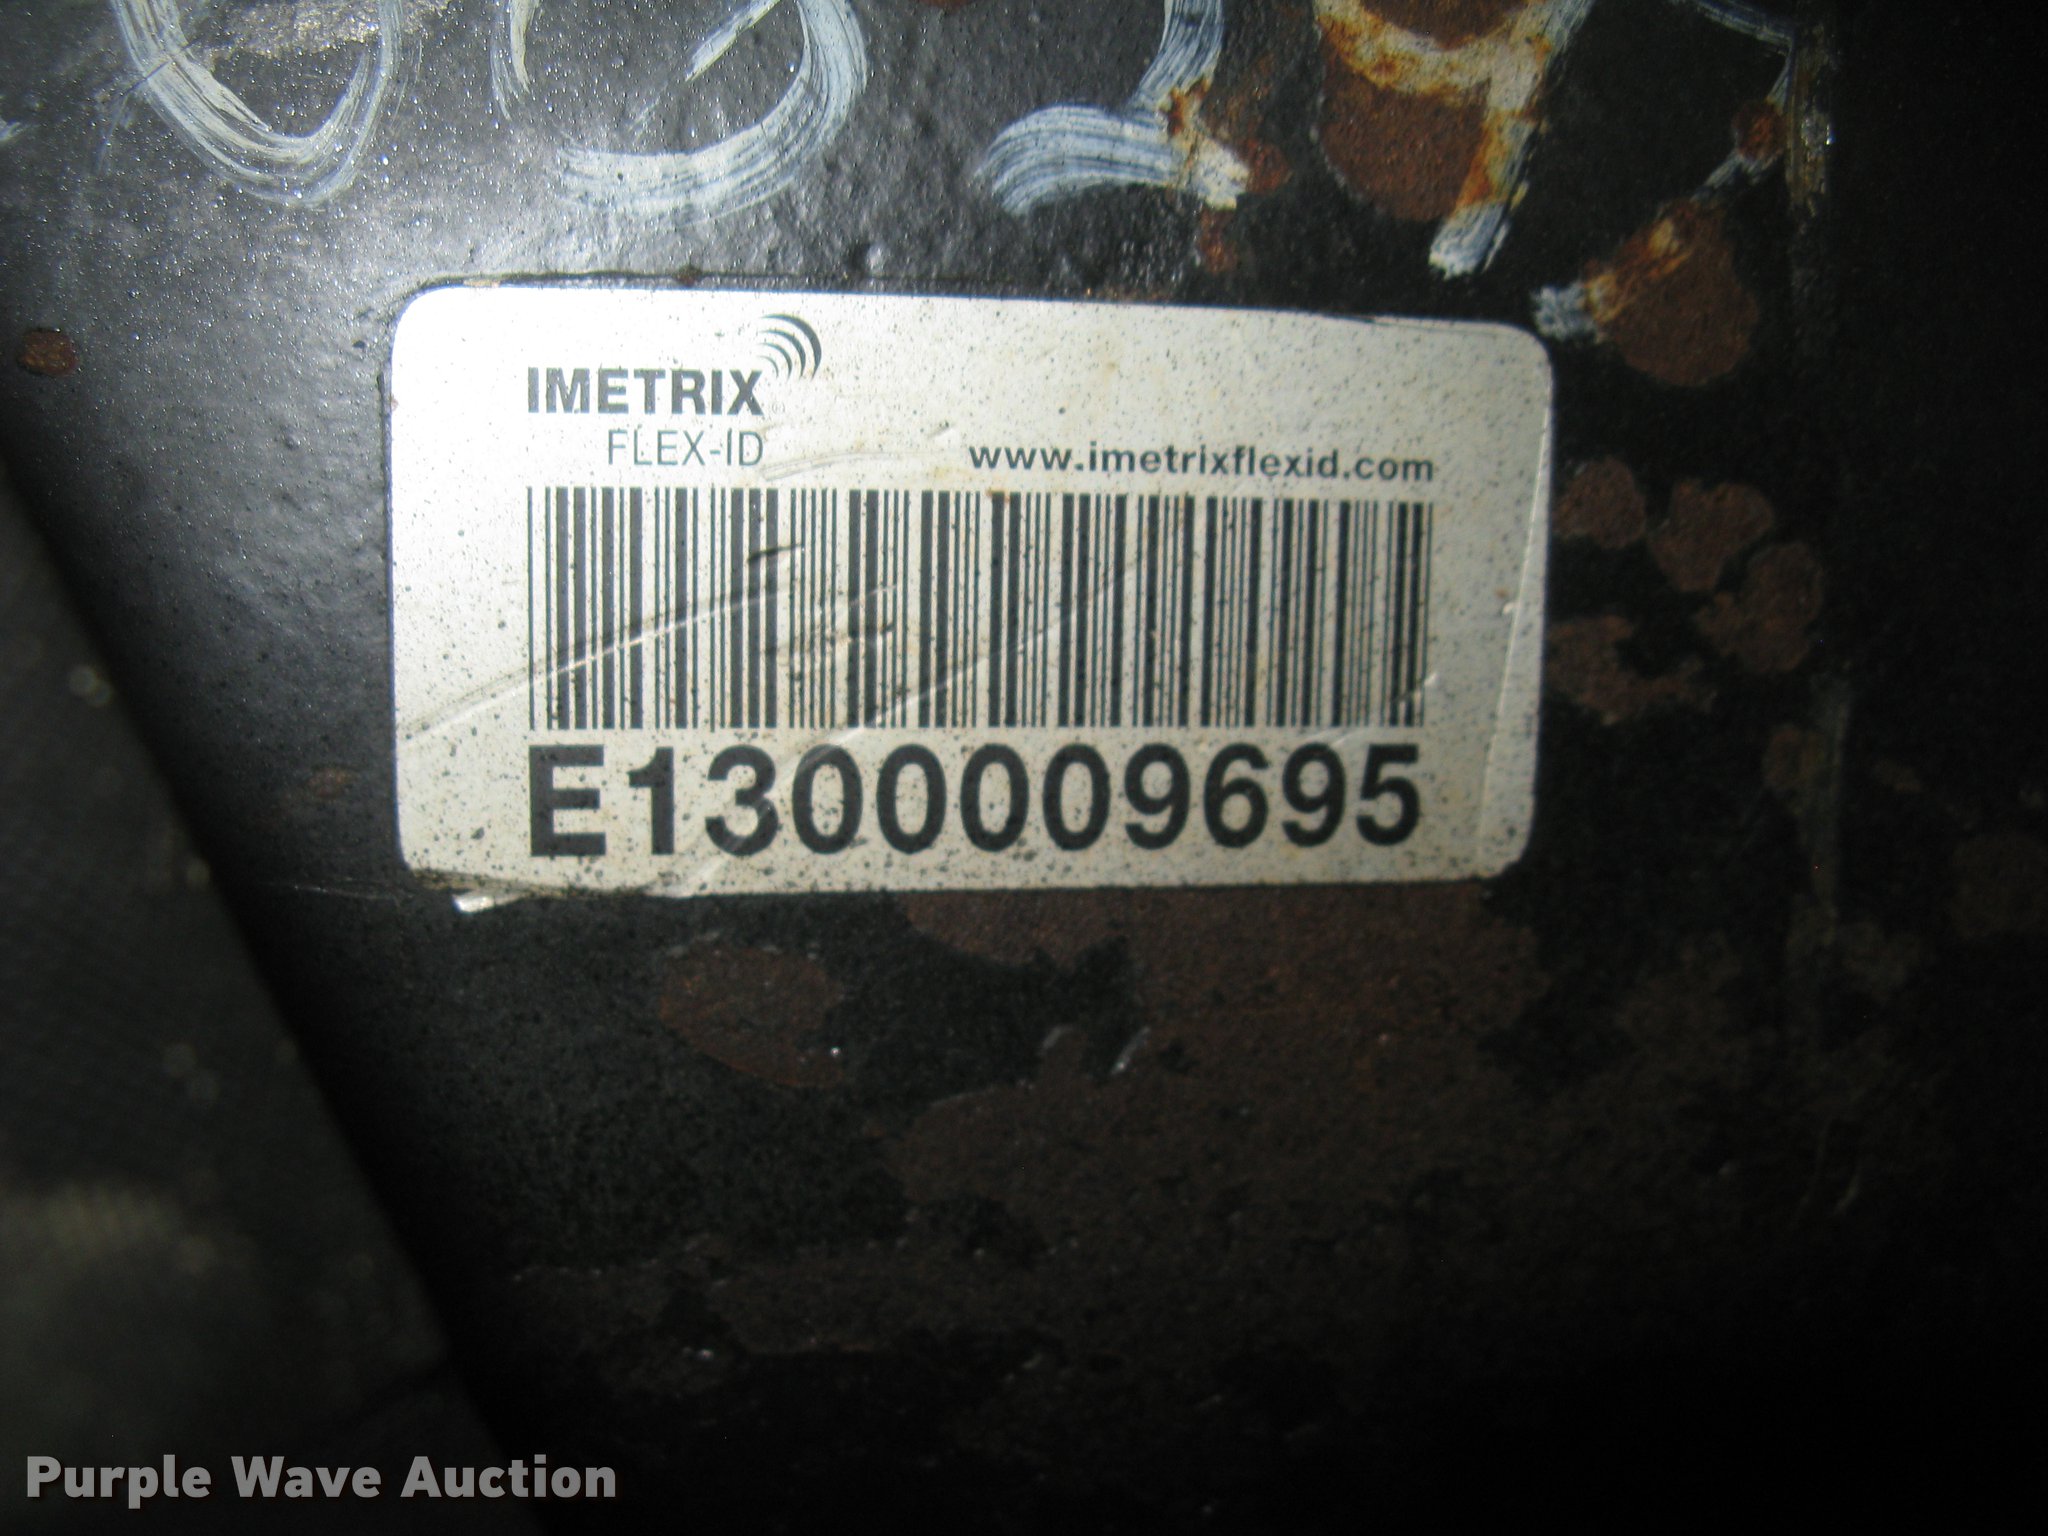 IMETRIX
FLEX-ID
www.imetrixflexid.com
E1300009695
Purple Wave Auction